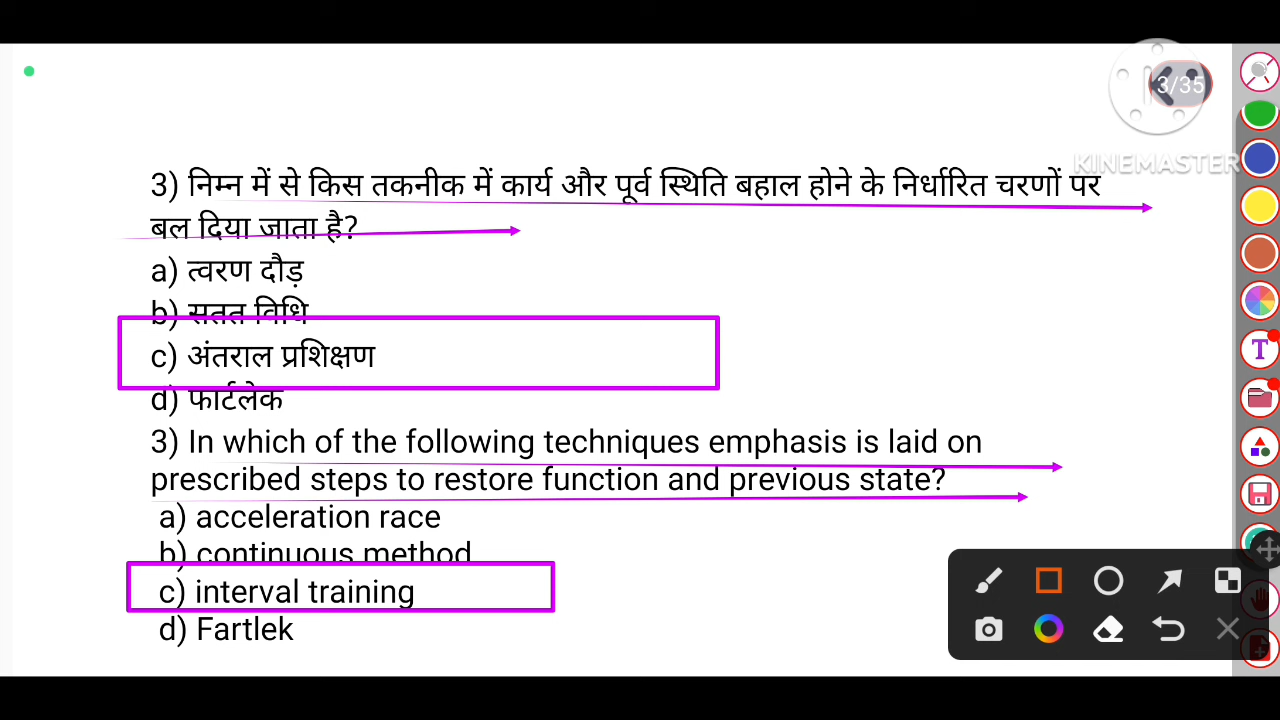 3/35
KINEMASTER
3) निम्न में से किस तकनीक में कार्य और पूर्व स्थिति बहाल होने के निर्धारित चरणों पर
बल दिया जाता है?
a) त्वरण दौड़
b) सतत विधि
c) अंतराल प्रशिक्षण
d) फार्टलेक
3) In which of the following techniques emphasis is laid on
prescribed steps to restore function and previous state?
a) acceleration race
b) continuous method
c) interval training
d) Fartlek
T